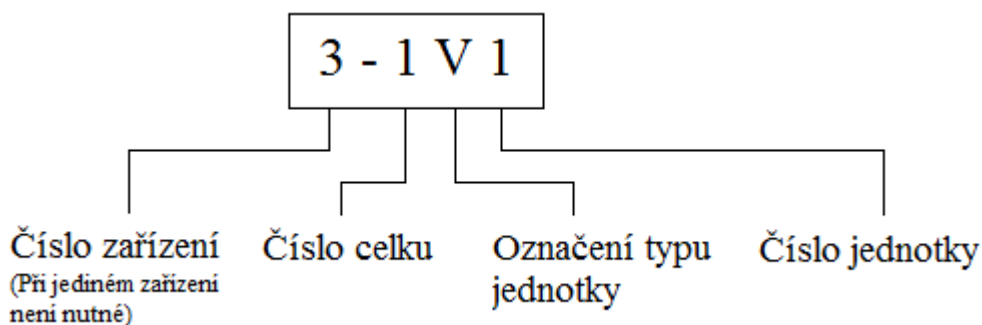 3 - 1 V 1
Číslo zařízení
(Při jediném zařízení
není nutné)
Číslo celku
Označení typu
jednotky
Číslo jednotky